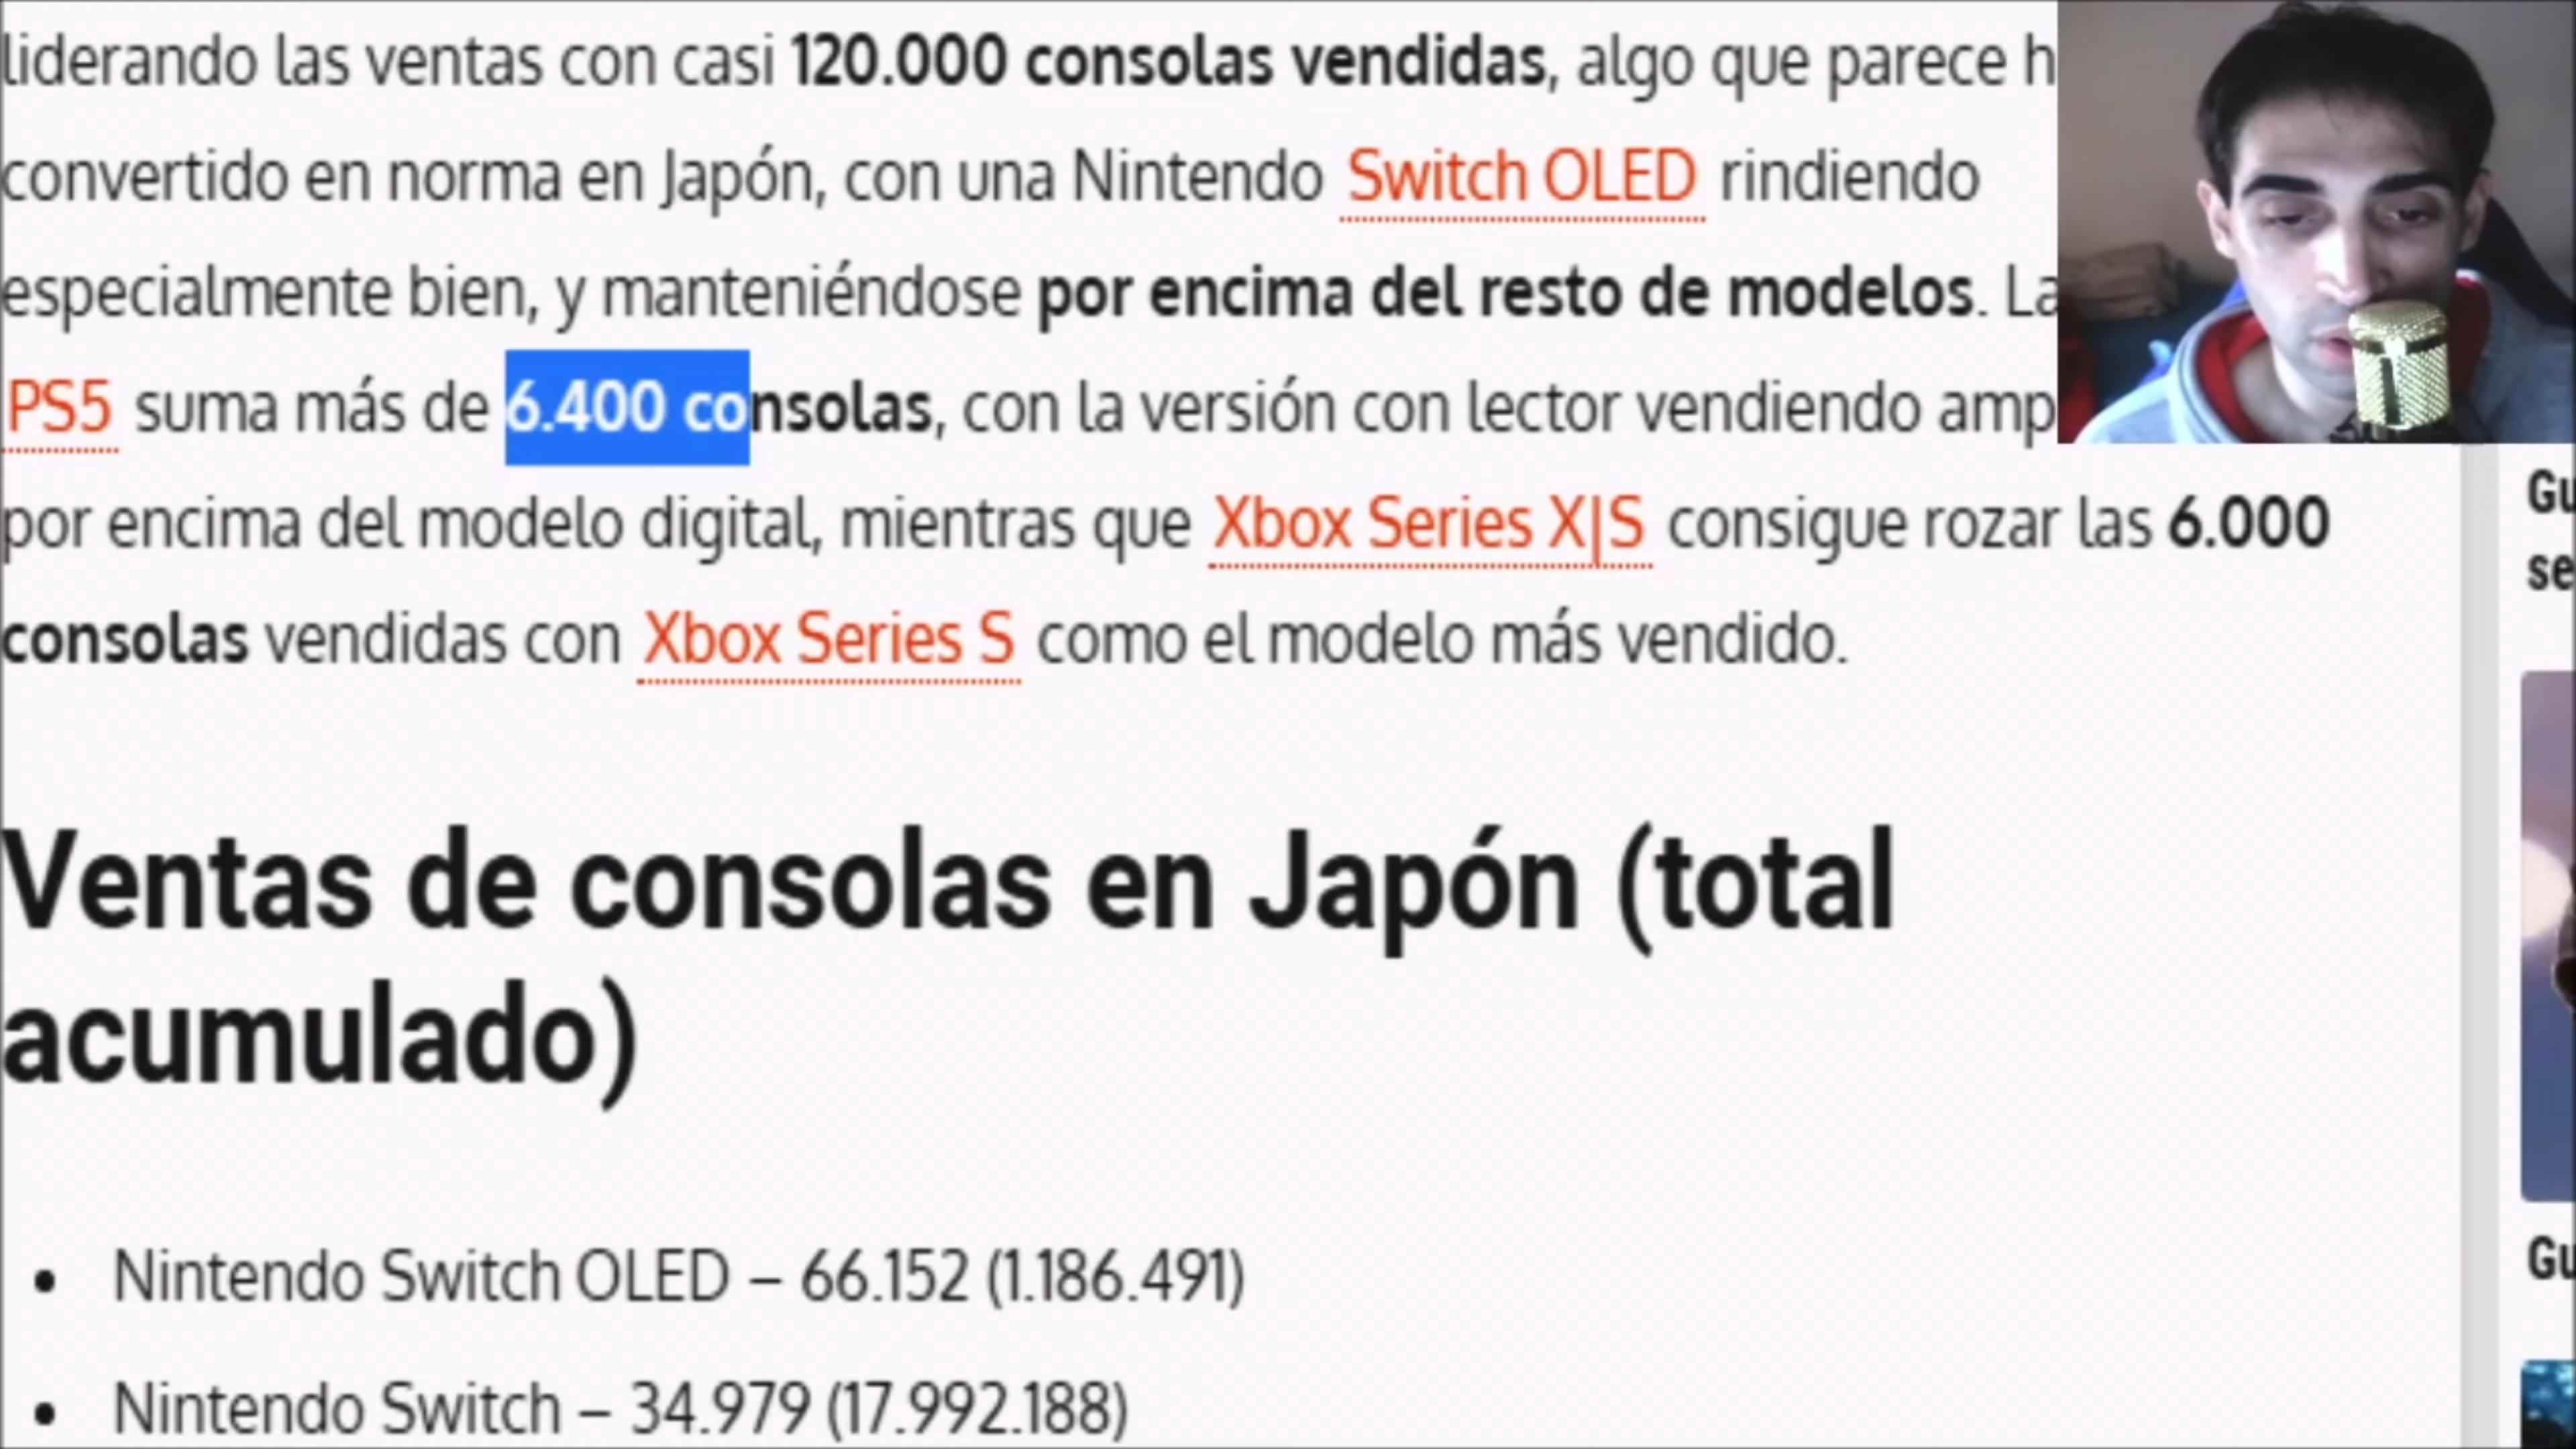 liderando las ventas con casi 120.000 consolas vendidas, algo que parece h
convertido en norma en Japón, con una Nintendo Switch OLED rindiendo
especialmente bien, y manteniéndose por encima del resto de modelos. La
PS5 suma más de 6.400 consolas, con la versión con lector vendiendo amp
por encima del modelo digital, mientras que Xbox Series X|S consigue rozar las 6.000
consolas vendidas con Xbox Series S como el modelo más vendido.
Ventas de consolas en Japón (total
acumulado)
• Nintendo Switch OLED – 66.152 (1.186.491)
• Nintendo Switch – 34.979 (17.992.188)
Gu
se
Gu